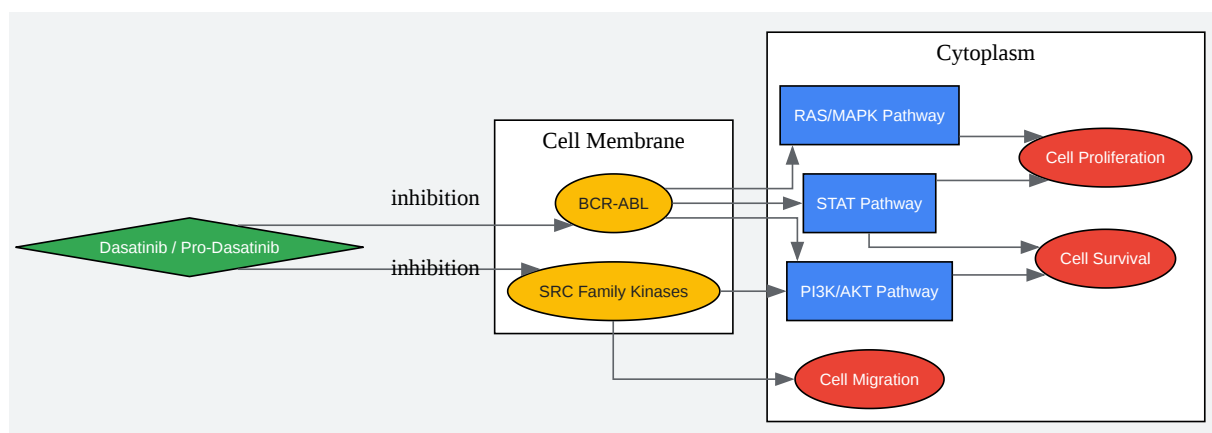 Cytoplasm
RAS/MAPK Pathway
Cell Membrane
Cell Proliferation
inhibition
BCR-ABL
STAT Pathway
Dasatinib / Pro-Dasatinib
Cell Survival
inhibition
SRC Family Kinases
PI3K/AKT Pathway
Cell Migration